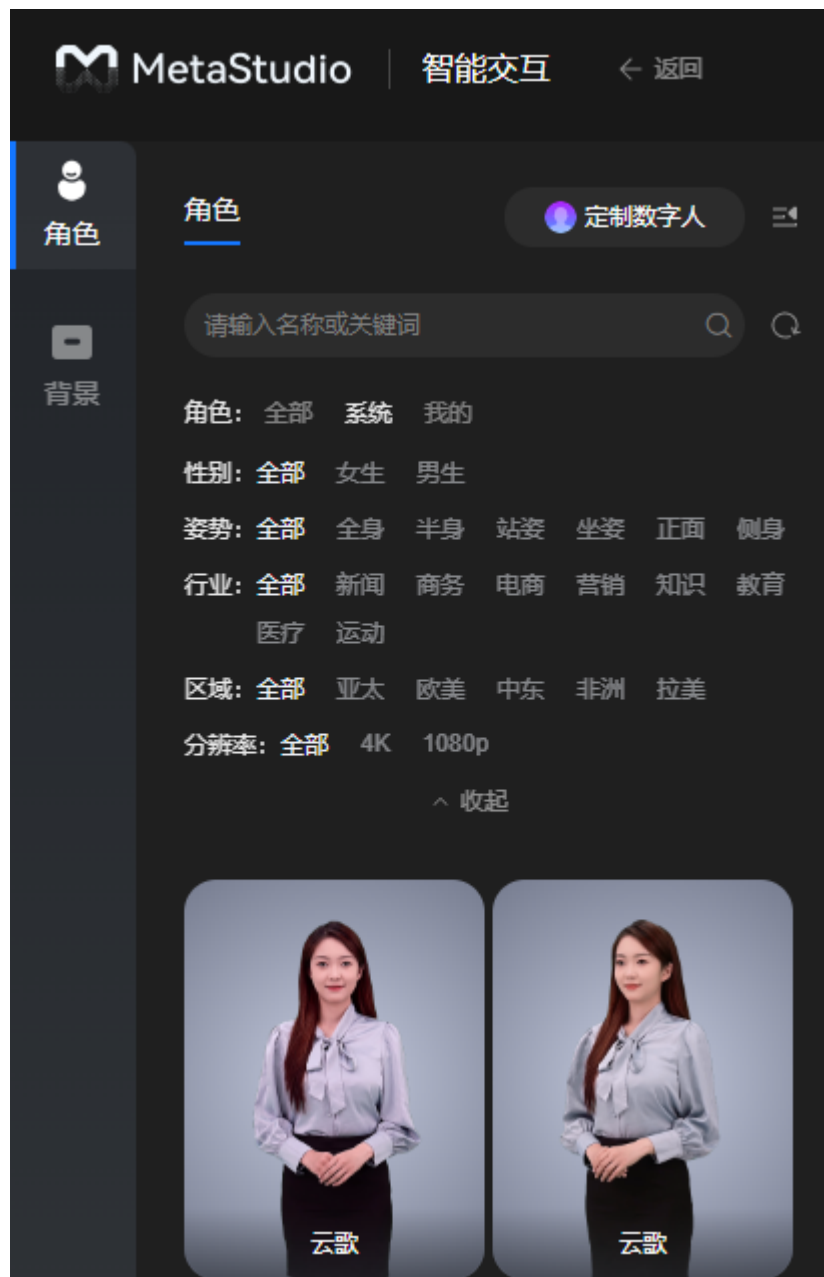 MetaStudio 智能交互 ← 返回
角色
角色 定制数字人
请输入名称或关键词
背景
角色: 全部 系统 我的
性别: 全部 女生 男生
姿势: 全部 全身 半身 站姿 坐姿 正面 侧身
行业: 全部 新闻 商务 电商 营销 知识 教育
医疗 运动
区域: 全部 亚太 欧美 中东 非洲 拉美
分辨率: 全部 4K 1080p
收起
云歌 云歌